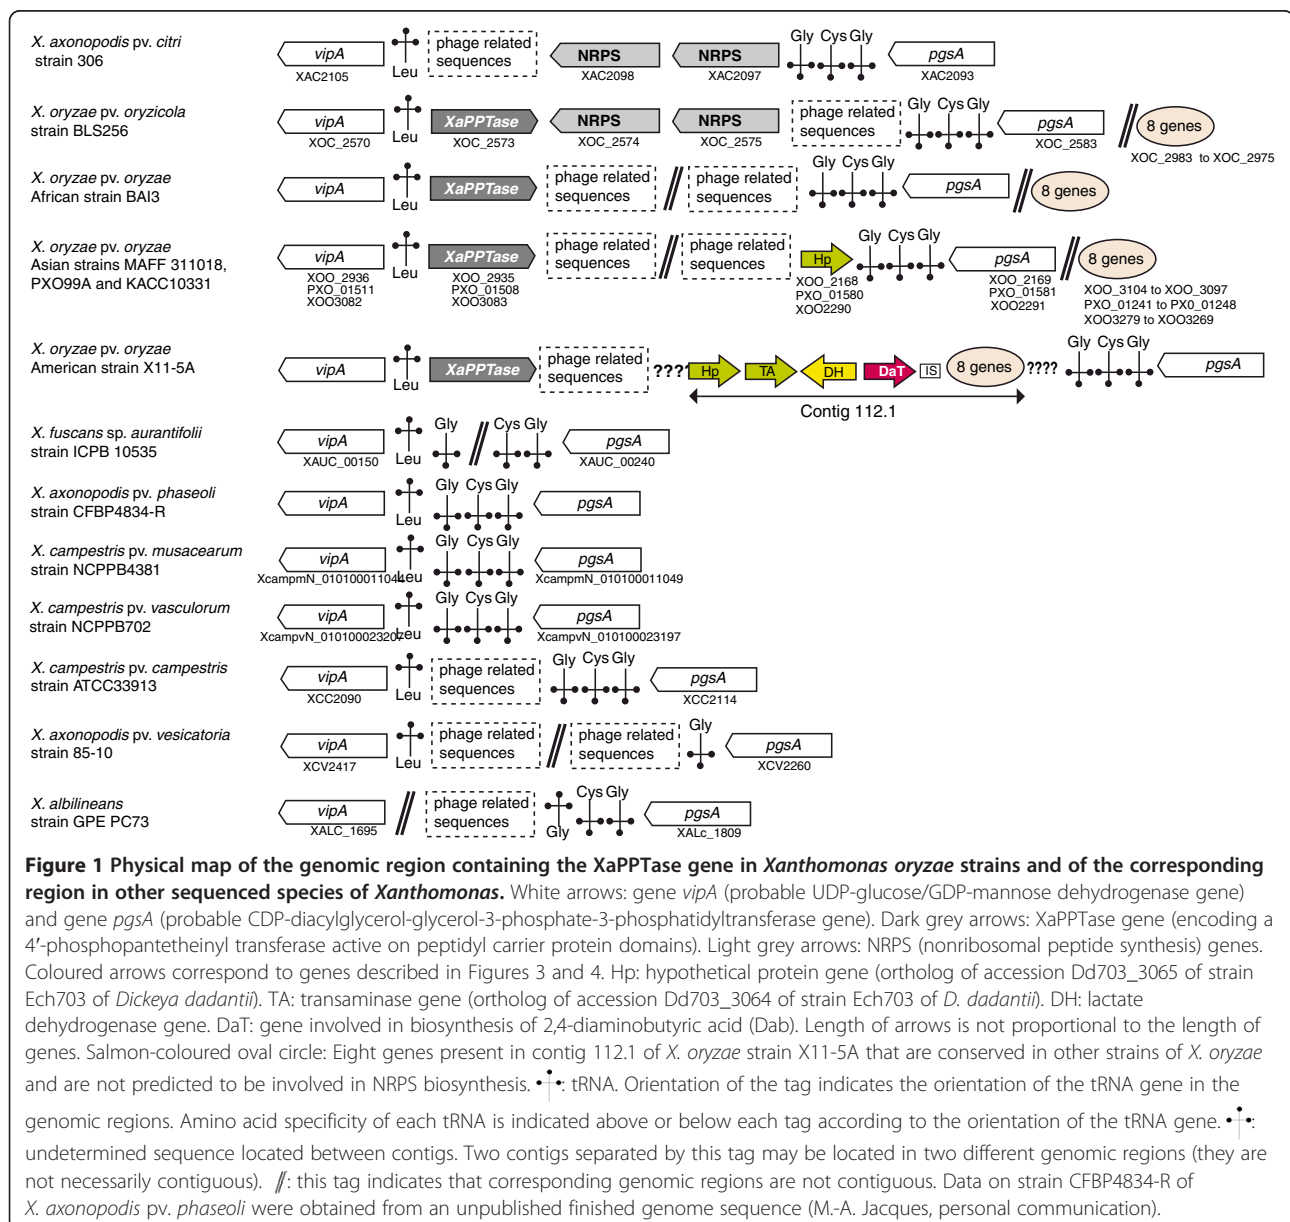 X. axonopodis pv. citri
strain 306
vipA
XAC2105
Leu
phage related
sequences
NRPS
XAC2098
NRPS
XAC2097
Gly Cys Gly
pgsA
XAC2093
X. oryzae pv. oryzicola
strain BLS256
vipA
XOC_2570
Leu
XaPPTase
XOC_2573
NRPS
XOC_2574
NRPS
XOC_2575
phage related
sequences
Gly Cys Gly
pgsA
XOC_2583
8 genes
XOC_2983 to XOC_2975
X. oryzae pv. oryzae
African strain BAI3
vipA
Leu
XaPPTase
phage related
sequences
phage related
sequences
Gly Cys Gly
pgsA
8 genes
X. oryzae pv. oryzae
Asian strains MAFF 311018,
PXO99A and KACC10331
vipA
XOO_2936
PXO_01511
XOO3082
Leu
XaPPTase
XOO_2935
PXO_01508
XOO3083
phage related
sequences
phage related
sequences
Hp
XOO_2168
PXO_01580
XOO2290
Gly Cys Gly
pgsA
XOO_2169
PXO_01581
XOO2291
8 genes
XOO_3104 to XOO_3097
PXO_01241 to PX0_01248
XOO3279 to XOO3269
X. oryzae pv. oryzae
American strain X11-5A
vipA
Leu
XaPPTase
phage related
sequences
????
Hp
TA
DH
DaT
IS
8 genes
????
Gly Cys Gly
pgsA
Contig 112.1
X. fuscans sp. aurantifolii
strain ICPB 10535
vipA
XAUC_00150
Leu
Gly
Cys Gly
pgsA
XAUC_00240
X. axonopodis pv. phaseoli
strain CFBP4834-R
vipA
Leu
Gly Cys Gly
pgsA
X. campestris pv. musacearum
strain NCPPB4381
vipA
XcampmN_010100011044
Leu
Gly Cys Gly
pgsA
XcampmN_010100011049
X. campestris pv. vasculorum
strain NCPPB702
vipA
XcampvN_010100023207
Leu
Gly Cys Gly
pgsA
XcampvN_010100023197
X. campestris pv. campestris
strain ATCC33913
vipA
XCC2090
Leu
phage related
sequences
Gly Cys Gly
pgsA
XCC2114
X. axonopodis pv. vesicatoria
strain 85-10
vipA
XCV2417
Leu
phage related
sequences
phage related
sequences
Gly
pgsA
XCV2260
X. albilineans
strain GPE PC73
vipA
XALC_1695
phage related
sequences
Gly
Cys Gly
pgsA
XALc_1809
Figure 1 Physical map of the genomic region containing the XaPPTase gene in Xanthomonas oryzae strains and of the corresponding
region in other sequenced species of Xanthomonas. White arrows: gene vipA (probable UDP-glucose/GDP-mannose dehydrogenase gene)
and gene pgsA (probable CDP-diacylglycerol-glycerol-3-phosphate-3-phosphatidyltransferase gene). Dark grey arrows: XaPPTase gene (encoding a
4′-phosphopantetheinyl transferase active on peptidyl carrier protein domains). Light grey arrows: NRPS (nonribosomal peptide synthesis) genes.
Coloured arrows correspond to genes described in Figures 3 and 4. Hp: hypothetical protein gene (ortholog of accession Dd703_3065 of strain
Ech703 of Dickeya dadantii). TA: transaminase gene (ortholog of accession Dd703_3064 of strain Ech703 of D. dadantii). DH: lactate
dehydrogenase gene. DaT: gene involved in biosynthesis of 2,4-diaminobutyric acid (Dab). Length of arrows is not proportional to the length of
genes. Salmon-coloured oval circle: Eight genes present in contig 112.1 of X. oryzae strain X11-5A that are conserved in other strains of X. oryzae
and are not predicted to be involved in NRPS biosynthesis. : tRNA. Orientation of the tag indicates the orientation of the tRNA gene in the
genomic regions. Amino acid specificity of each tRNA is indicated above or below each tag according to the orientation of the tRNA gene. :
undetermined sequence located between contigs. Two contigs separated by this tag may be located in two different genomic regions (they are
not necessarily contiguous). //: this tag indicates that corresponding genomic regions are not contiguous. Data on strain CFBP4834-R of
X. axonopodis pv. phaseoli were obtained from an unpublished finished genome sequence (M.-A. Jacques, personal communication).